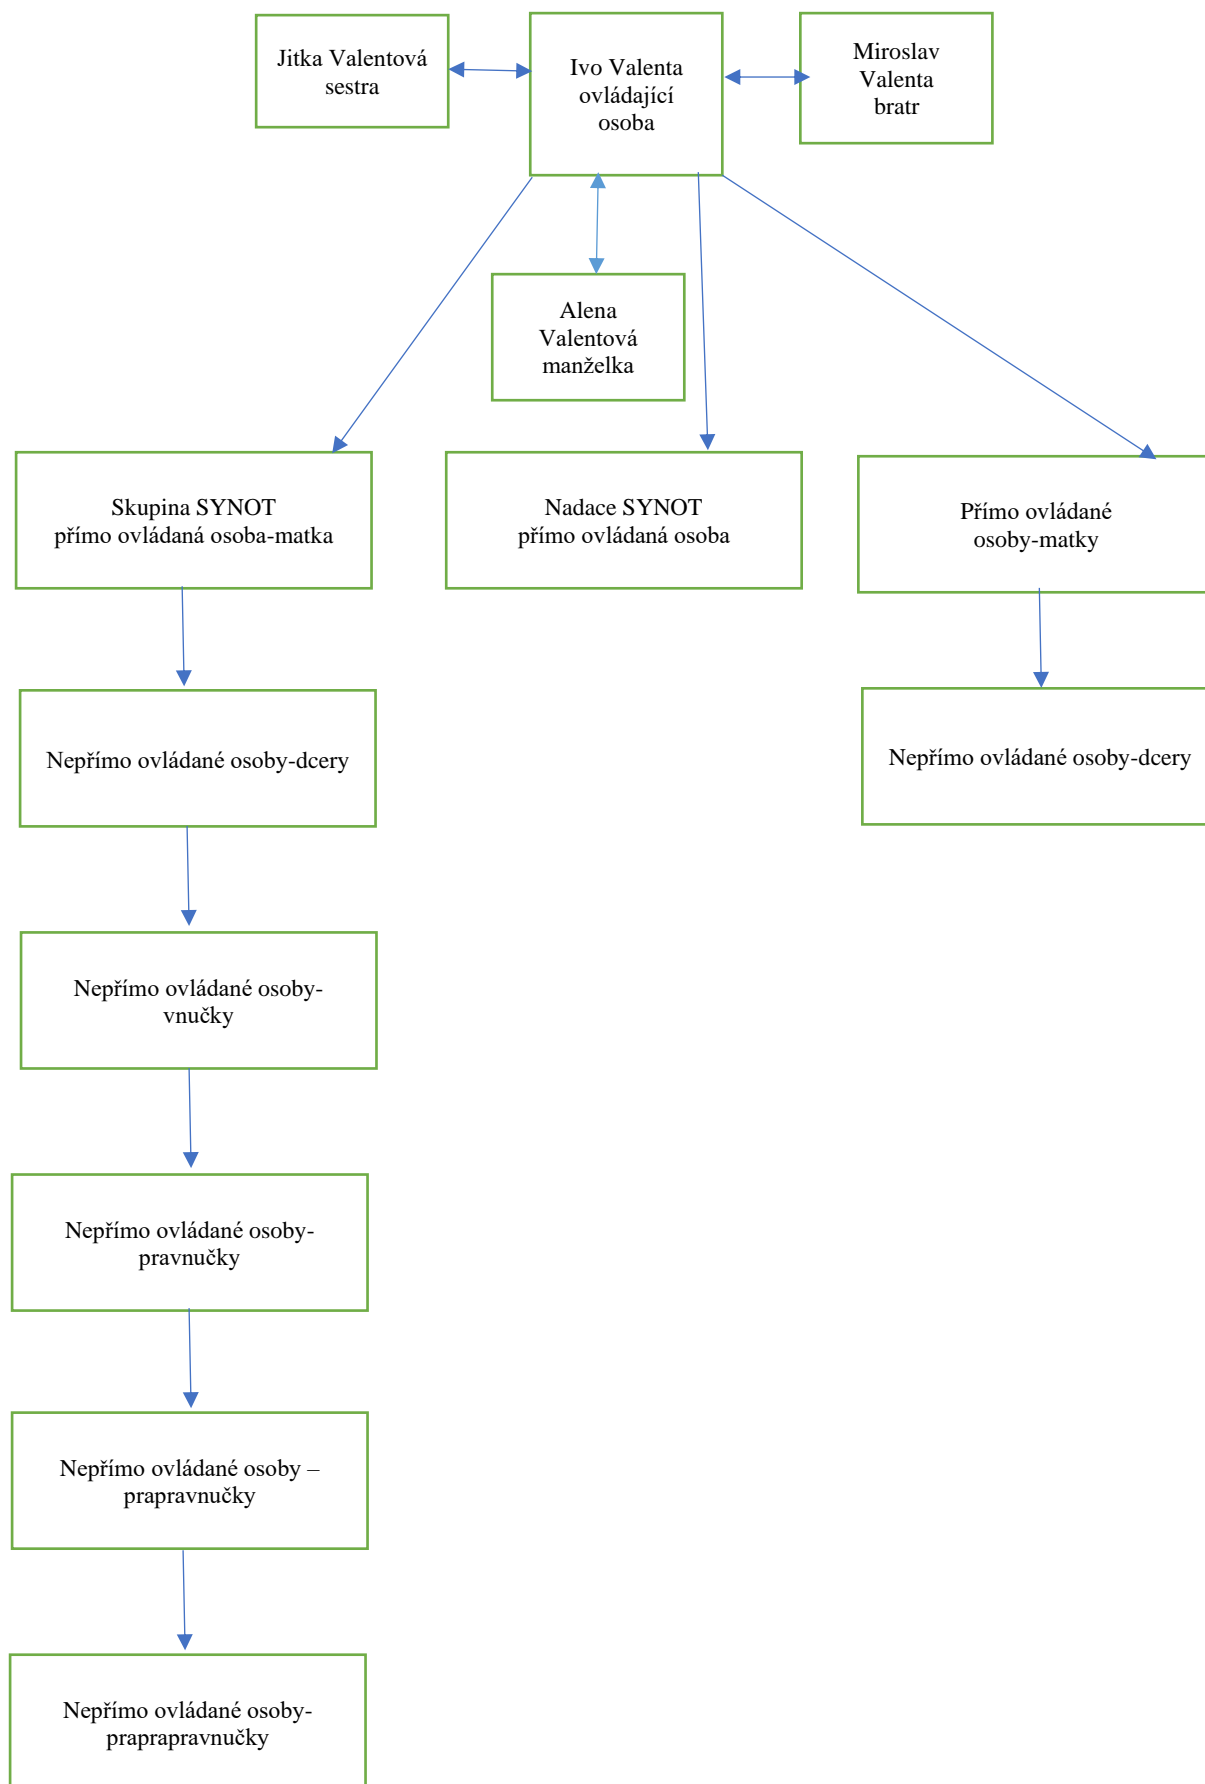 Jitka Valentová
sestra
Ivo Valenta
ovládající
osoba
Miroslav
Valenta
bratr
Alena
Valentová
manželka
Skupina SYNOT
přímo ovládaná osoba-matka
Nadace SYNOT
přímo ovládaná osoba
Přímo ovládané
osoby-matky
Nepřímo ovládané osoby-dcery
Nepřímo ovládané osoby-dcery
Nepřímo ovládané osoby-
vnučky
Nepřímo ovládané osoby-
pravnučky
Nepřímo ovládané osoby –
prapravnučky
Nepřímo ovládané osoby-
praprapravnučky